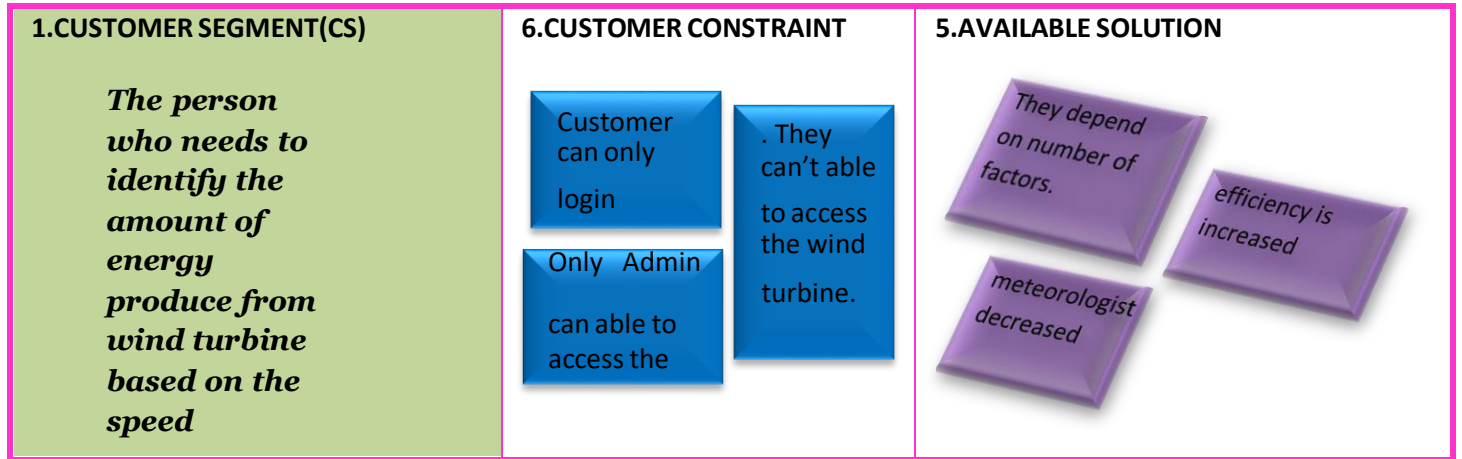 1.CUSTOMER SEGMENT(CS)
The person
who needs to
identify the
amount of
energy
produce from
wind turbine
based on the
speed
6.CUSTOMER CONSTRAINT
Customer
can only
login
Only Admin
can able to
access the
. They
can’t able
to access
the wind
turbine.
5.AVAILABLE SOLUTION
They depend
on number of
factors.
efficiency is
increased
meteorologist
decreased